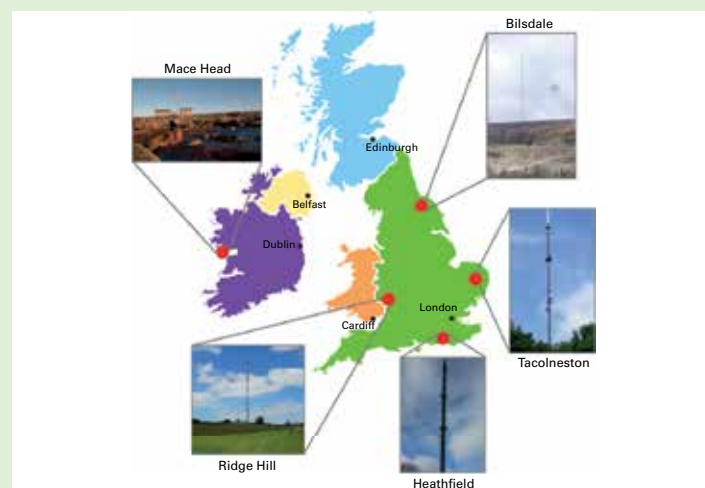 Bilsdale
Mace Head
Edinburgh
Belfast
Dublin
London
Cardiff
Tacolneston
Ridge Hill
Heathfield